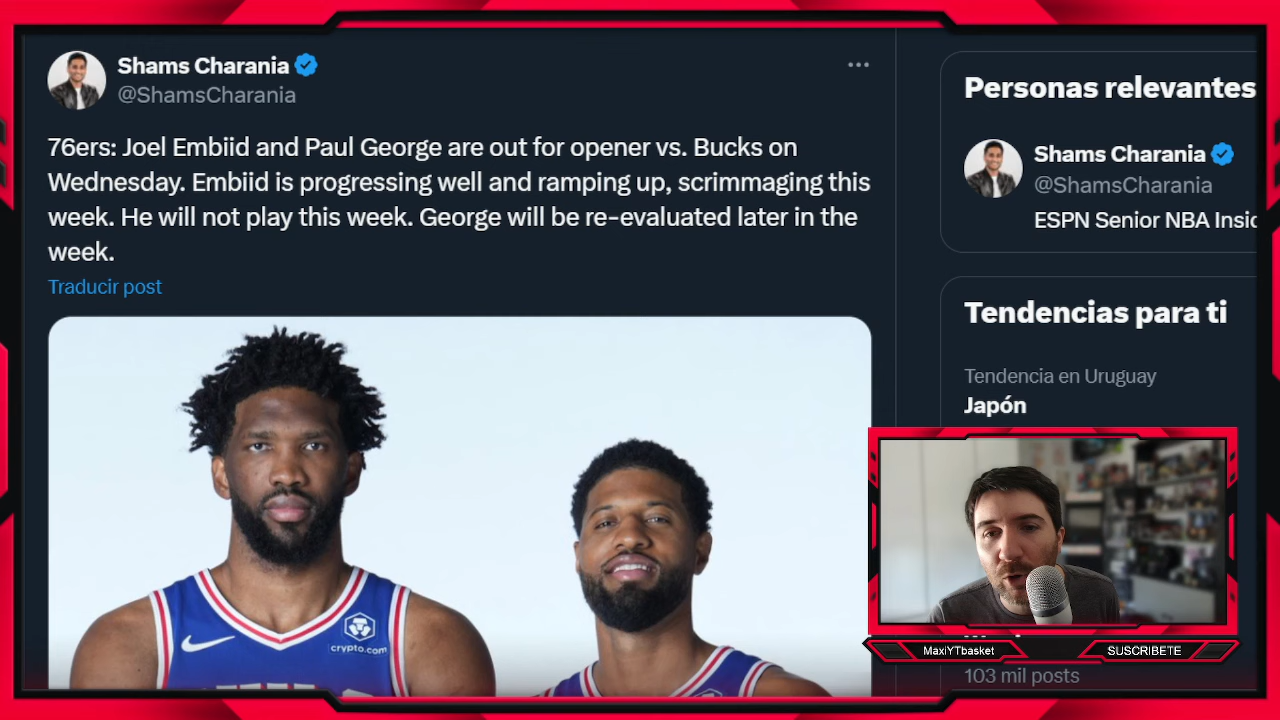 Shams Charania
@ShamsCharania
76ers: Joel Embiid and Paul George are out for opener vs. Bucks on
Wednesday. Embiid is progressing well and ramping up, scrimmaging this
week. He will not play this week. George will be re-evaluated later in the
week.
Traducir post
crypto.com
Personas relevantes
Shams Charania
@ShamsCharania
ESPN Senior NBA
Tendencias para ti
Tendencia en Uruguay
Japón
MaxiYTbasket
SUSCRIBETE
103 mil posts